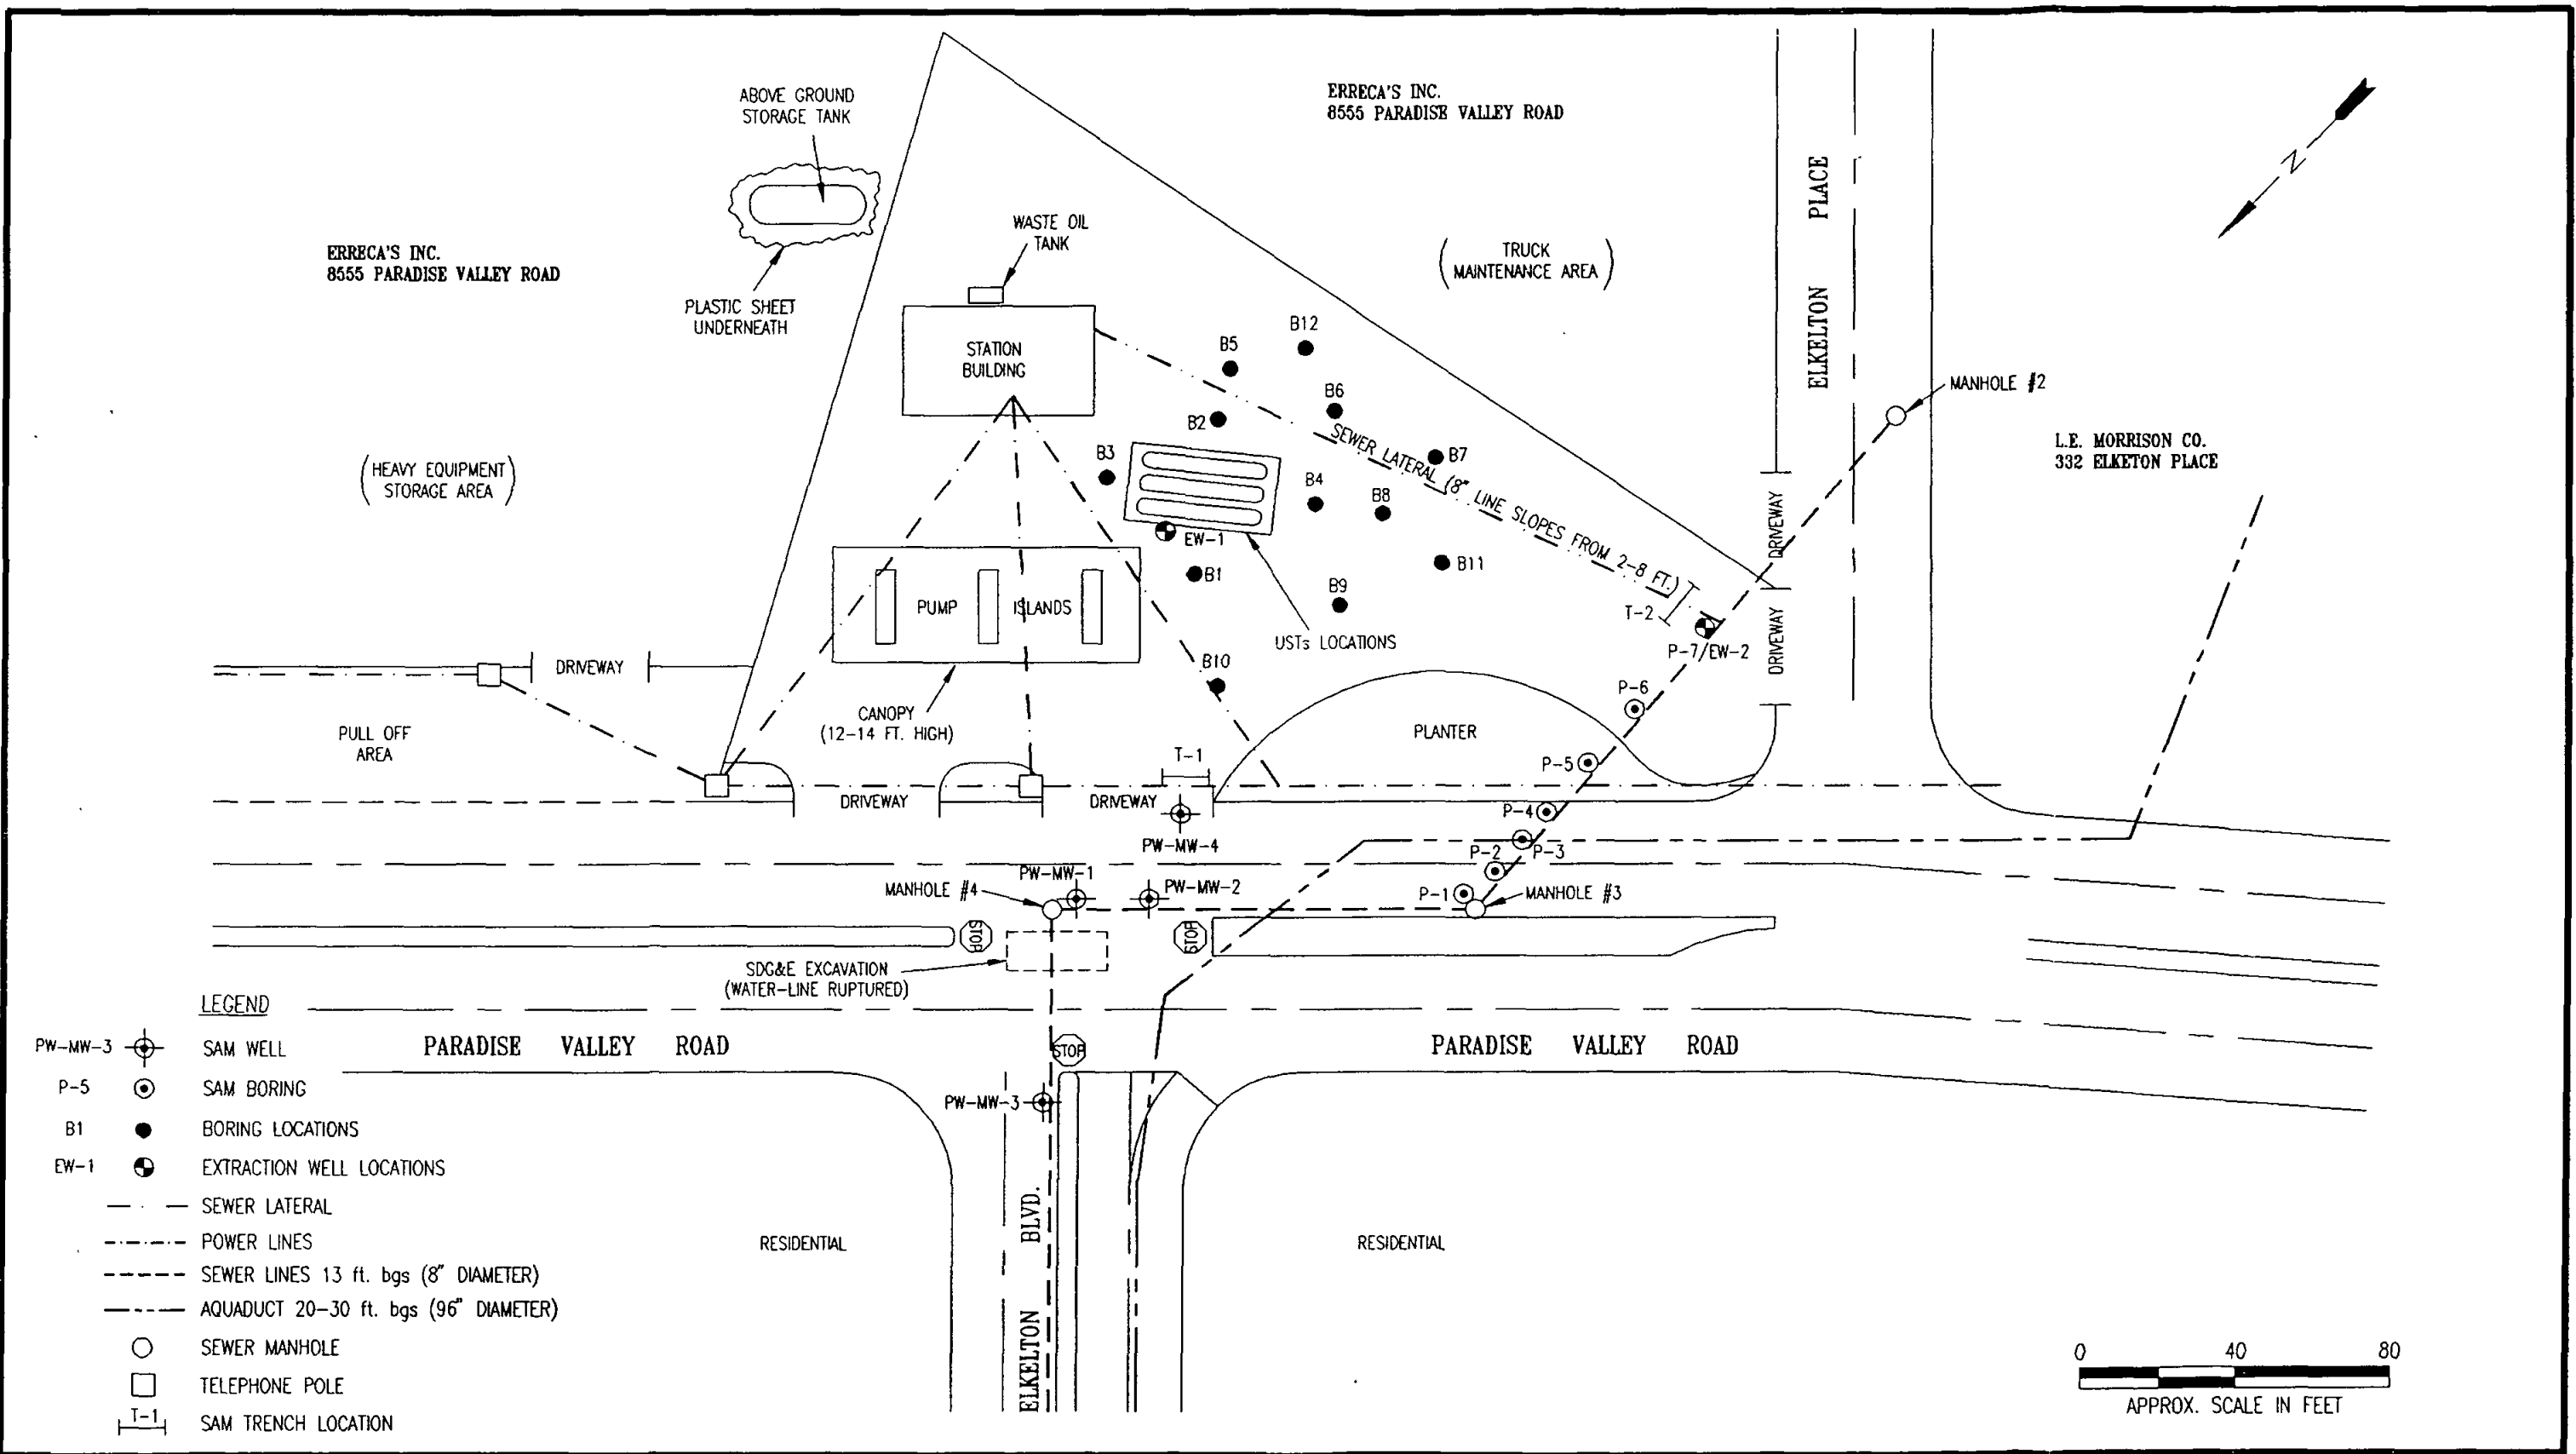 ABOVE GROUND
STORAGE TANK
ERRECA'S INC.
8555 PARADISE VALLEY ROAD
ERRECA'S INC.
8555 PARADISE VALLEY ROAD
PLASTIC SHEET
UNDERNEATH
WASTE OIL
TANK
STATION
BUILDING
(TRUCK
MAINTENANCE AREA)
ELKELTON PLACE
N
MANHOLE #2
L.E. MORRISON CO.
332 ELKETON PLACE
(HEAVY EQUIPMENT
STORAGE AREA)
B12
B5
B6
B2
B3
B7
B4
B8
SEWER LATERAL (8" LINE SLOPES FROM 2-8 FT.)
EW-1
B1
B11
B9
B10
USTs LOCATIONS
PUMP ISLANDS
CANOPY
(12-14 FT. HIGH)
DRIVEWAY
DRIVEWAY
DRIVEWAY
T-2
P-7/EW-2
P-6
PLANTER
P-5
PULL OFF
AREA
T-1
DRIVEWAY
DRIVEWAY
P-4
PW-MW-4
P-2
P-3
PW-MW-1
PW-MW-2
MANHOLE #4
P-1
MANHOLE #3
STOP
STOP
SDG&E EXCAVATION
(WATER-LINE RUPTURED)
PARADISE VALLEY ROAD
STOP
PARADISE VALLEY ROAD
PW-MW-3
ELKELTON BLVD.
RESIDENTIAL
RESIDENTIAL
LEGEND
PW-MW-3 SAM WELL
P-5 SAM BORING
B1 BORING LOCATIONS
EW-1 EXTRACTION WELL LOCATIONS
SEWER LATERAL
POWER LINES
SEWER LINES 13 ft. bgs (8" DIAMETER)
AQUADUCT 20-30 ft. bgs (96" DIAMETER)
SEWER MANHOLE
TELEPHONE POLE
T-1 SAM TRENCH LOCATION
0 40 80
APPROX. SCALE IN FEET